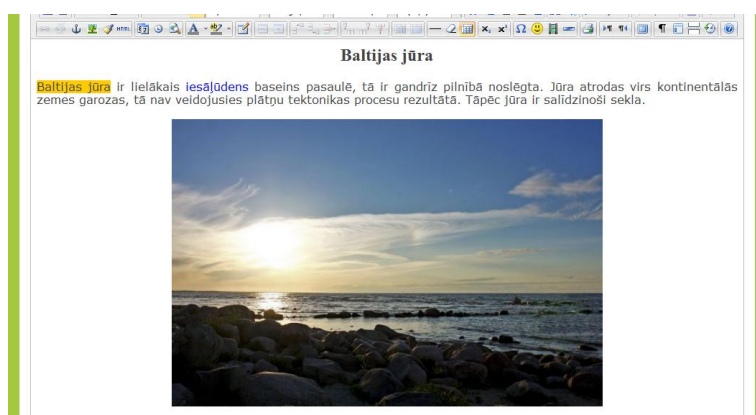 HTML
Baltijas jūra
Baltijas jūra ir lielākais iesāļūdens baseins pasaulē, tā ir gandrīz pilnībā noslēgta. Jūra atrodas virs kontinentālās
zemes garozas, tā nav veidojusies plātņu tektonikas procesu rezultātā. Tāpēc jūra ir salīdzinoši sekla.